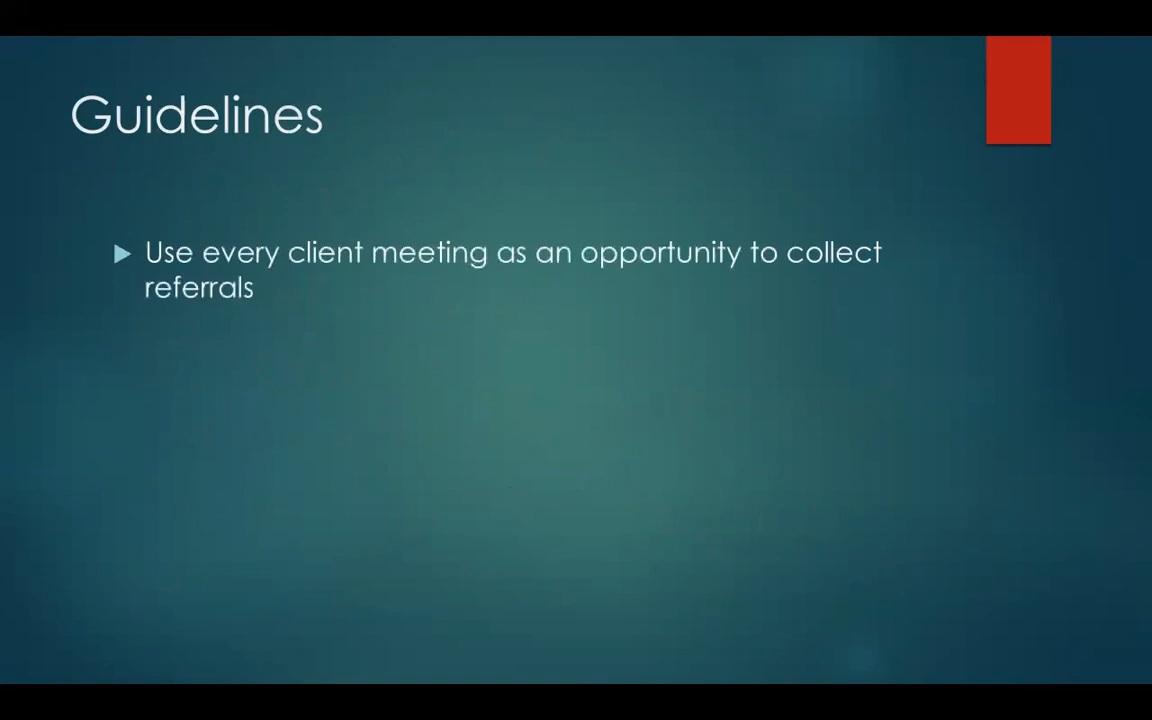 Guidelines
Use every client meeting as an opportunity to collect
referrals